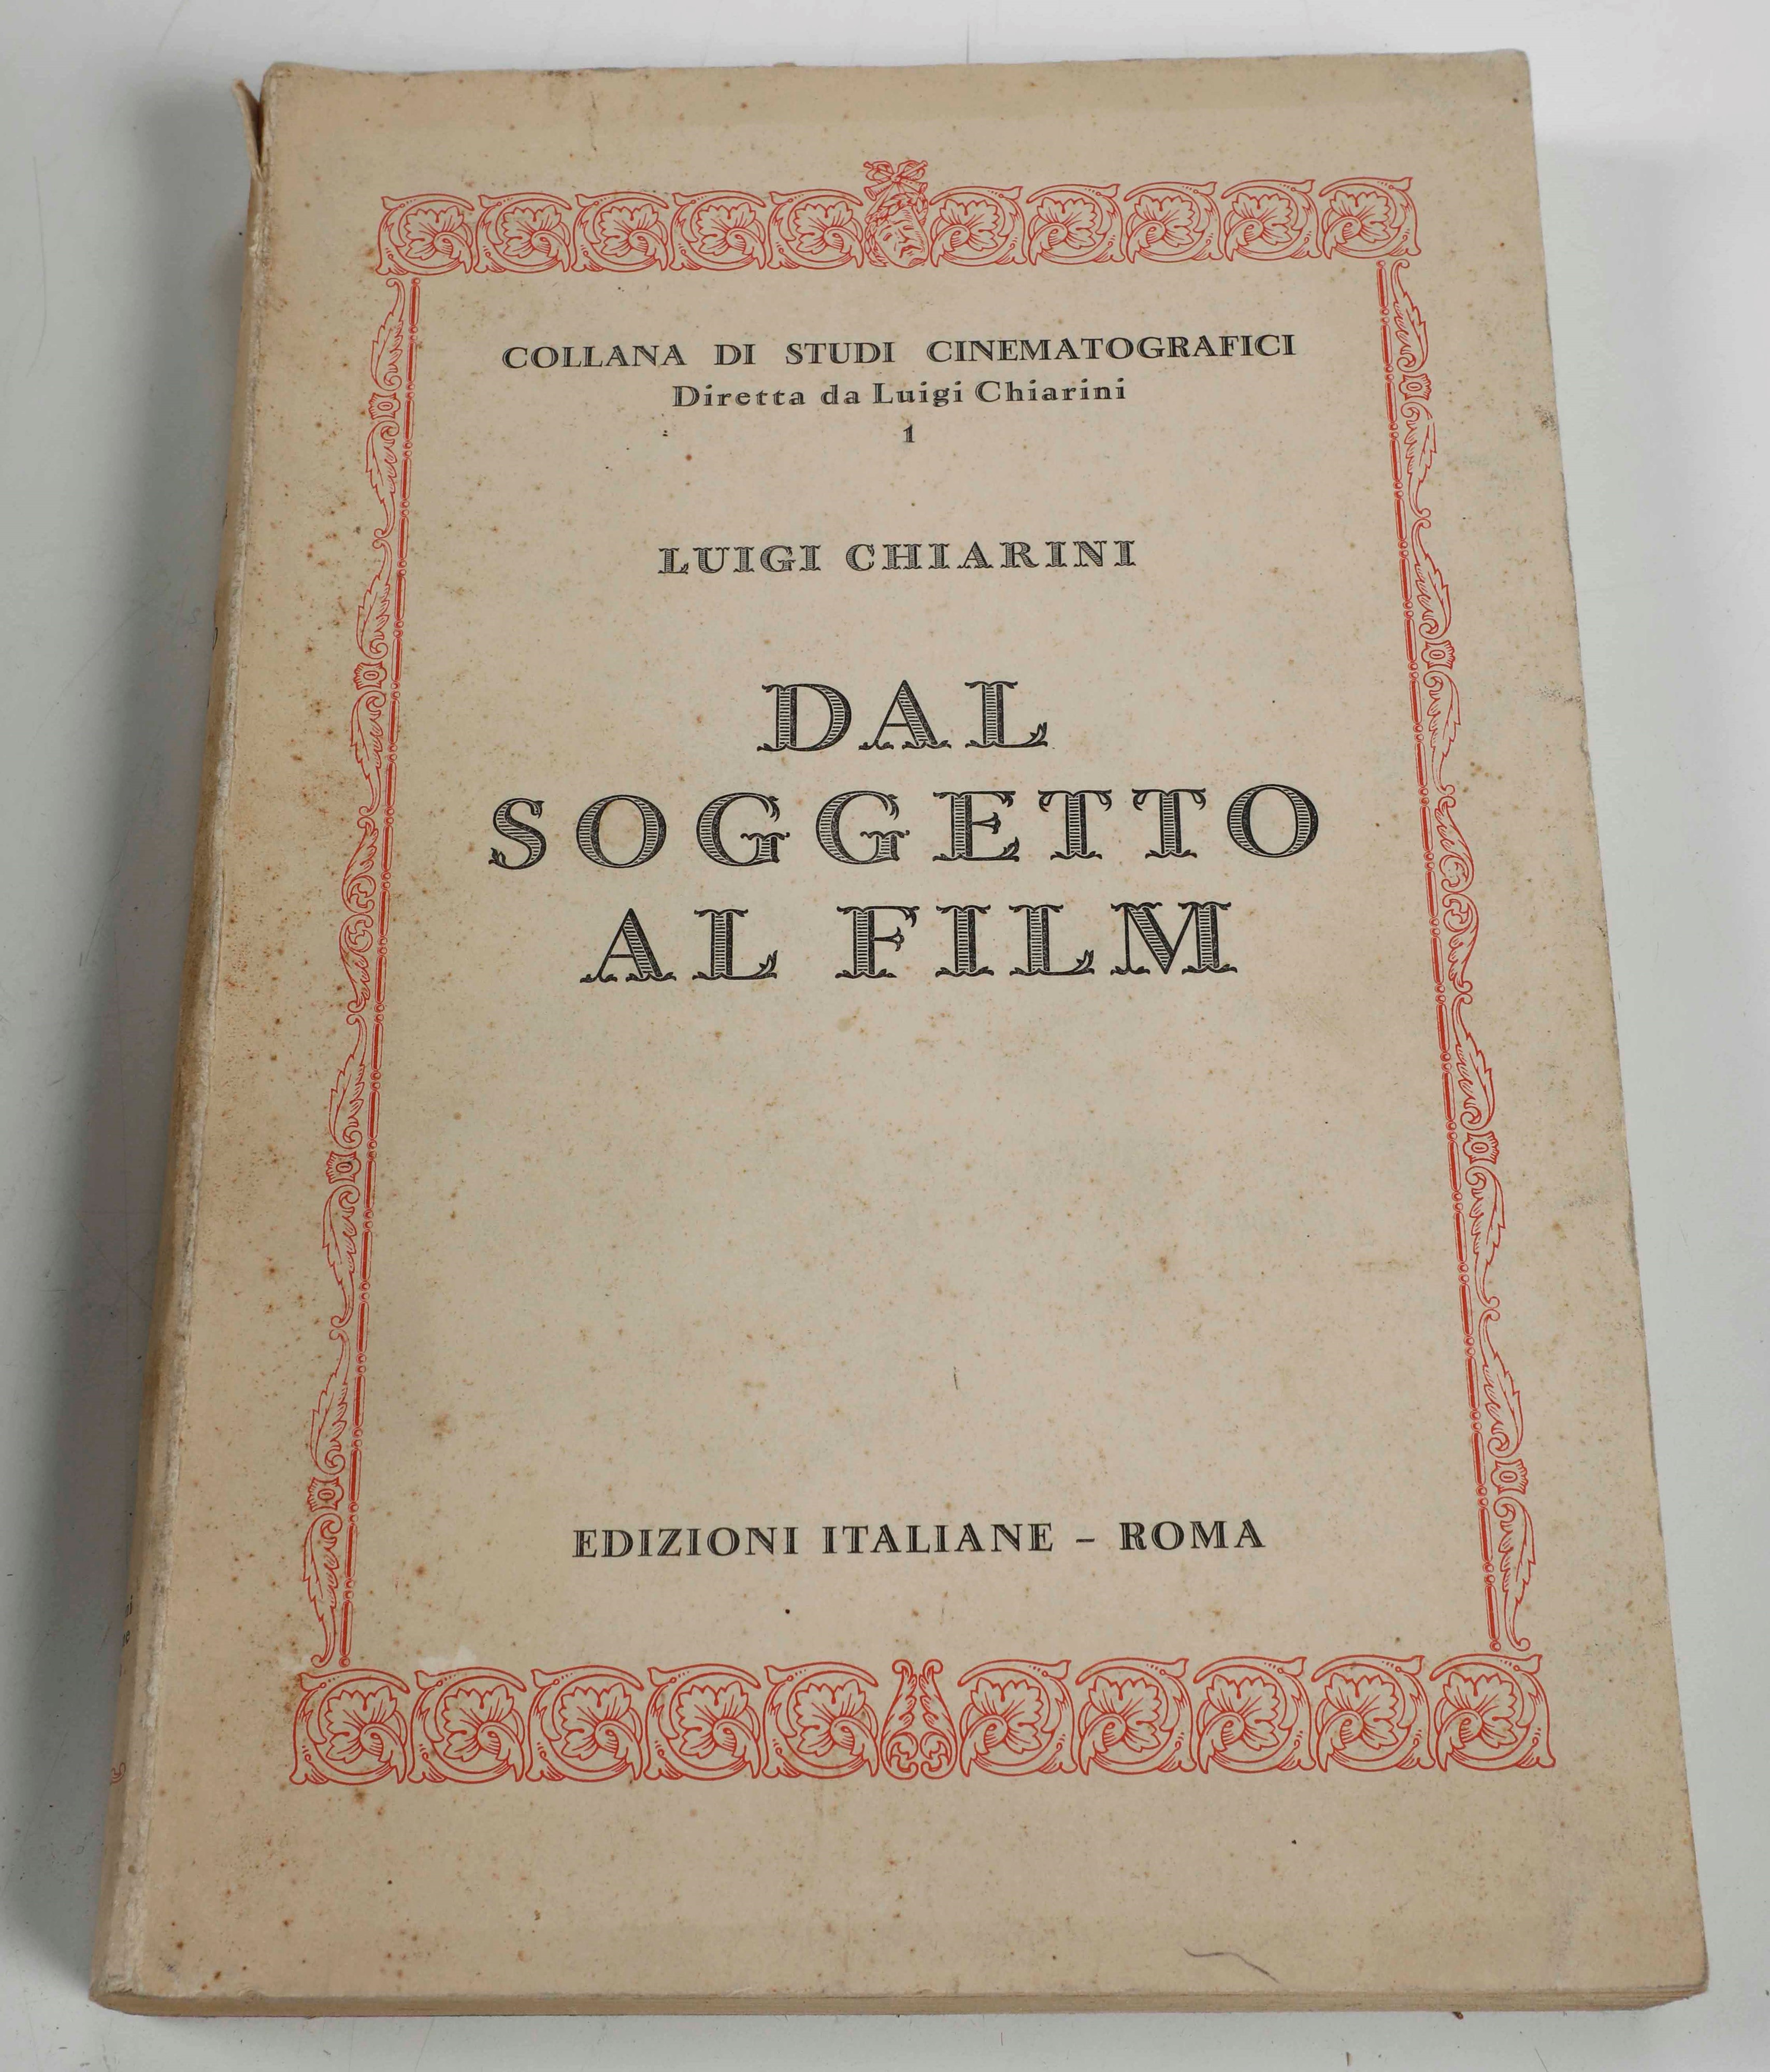 COLLANA DI STUDI CINEMATOGRAFICI
Diretta da Luigi Chiarini
1
LUIGI CHIARINI
DAL
SOGGETTO
AL FILM
EDIZIONI ITALIANE – ROMA